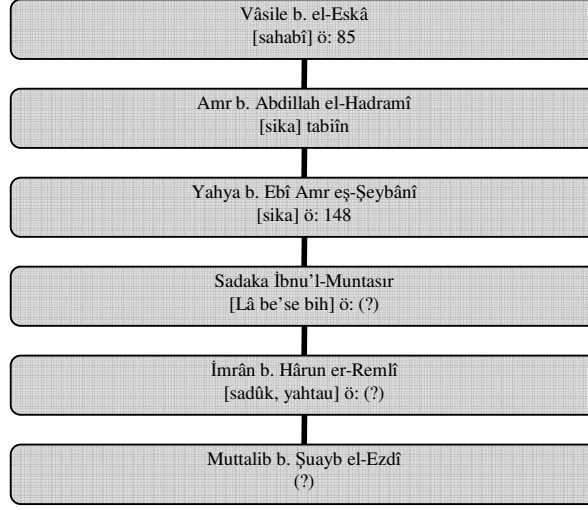 Vâsile b. el-Eskâ
[sahabî] ö: 85
Amr b. Abdillah el-Hadramî
[sika] tabiîn
Yahya b. Ebî Amr eş-Şeybânî
[sika] ö: 148
Sadaka İbnu’l-Muntasır
[Lâ be’se bih] ö: (?)
İmrân b. Hârun er-Remlî
[sadûk, yahtau] ö: (?)
Muttalib b. Şuayb el-Ezdî
(?)